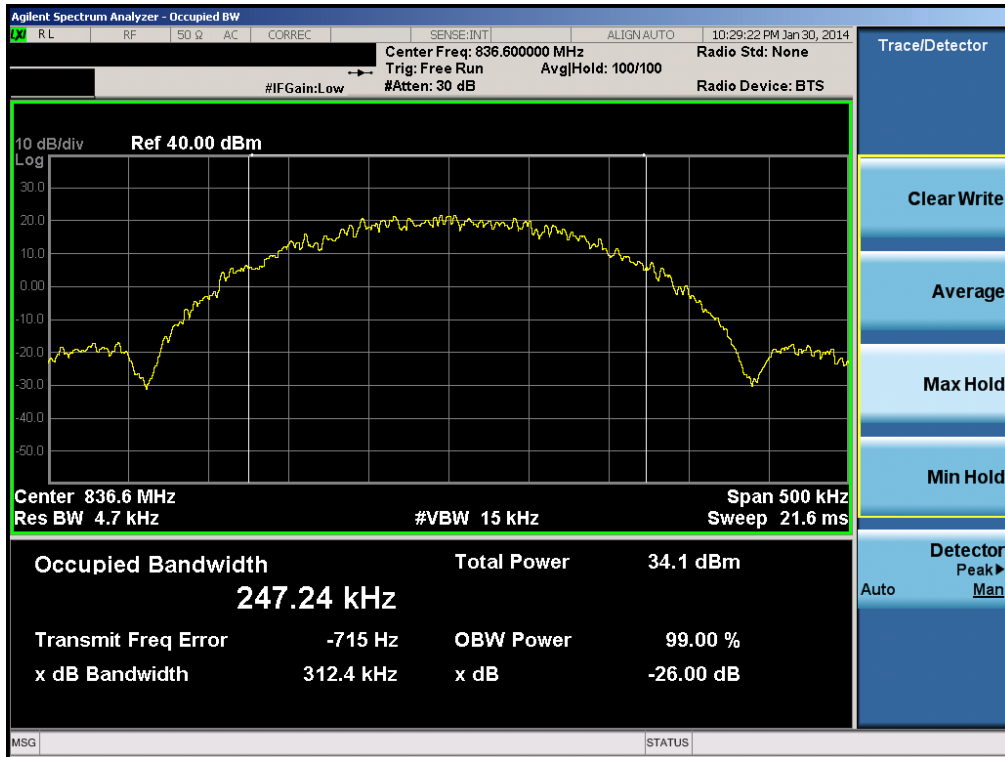 Agilent Spectrum Analyzer - Occupied BW
LXI RL RF 50 Ω AC CORREC SENSE:INT ALIGN AUTO 10:29:22 PM Jan 30, 2014
Center Freq: 836.600000 MHz Radio Std: None
Trig: Free Run Avg|Hold: 100/100
#IFGain:Low #Atten: 30 dB Radio Device: BTS
10 dB/div Ref 40.00 dBm
Log
30.0
20.0
10.0
0.00
-10.0
-20.0
-30.0
-40.0
-50.0
Center 836.6 MHz Span 500 kHz
Res BW 4.7 kHz #VBW 15 kHz Sweep 21.6 ms
Occupied Bandwidth Total Power 34.1 dBm
247.24 kHz
Transmit Freq Error -715 Hz OBW Power 99.00 %
x dB Bandwidth 312.4 kHz x dB -26.00 dB
MSG STATUS
Trace/Detector
Clear Write
Average
Max Hold
Min Hold
Detector
Peak▶
Auto Man